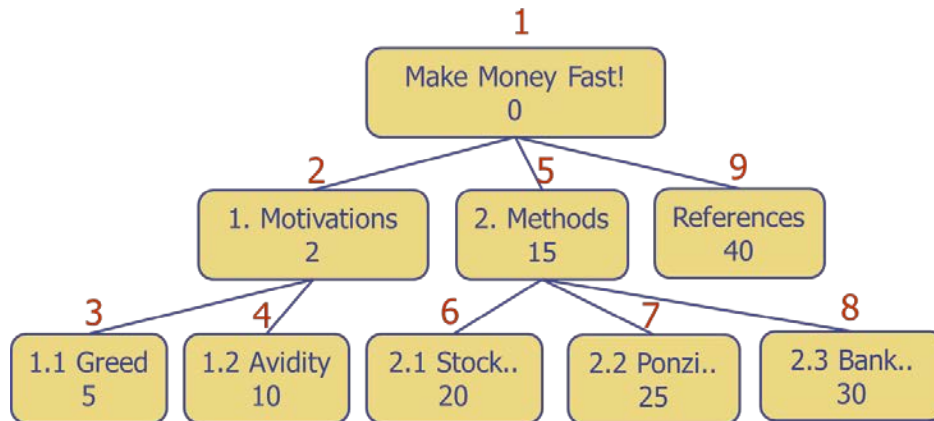 1
Make Money Fast!
0
2
5
9
1. Motivations
2
2. Methods
15
References
40
3
4
6
7
8
1.1 Greed
5
1.2 Avidity
10
2.1 Stock..
20
2.2 Ponzi..
25
2.3 Bank..
30